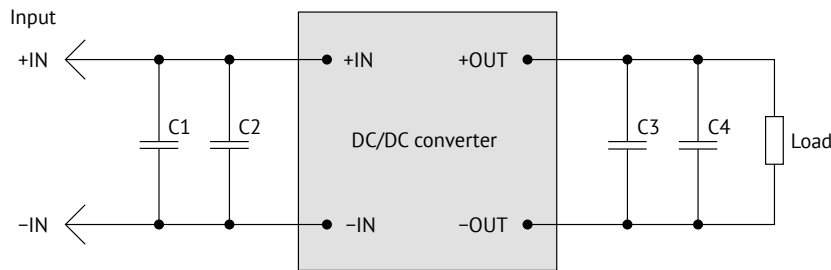 Input
+IN
+IN
+OUT
C1
C2
DC/DC converter
C3
C4
Load
−IN
−IN
−OUT